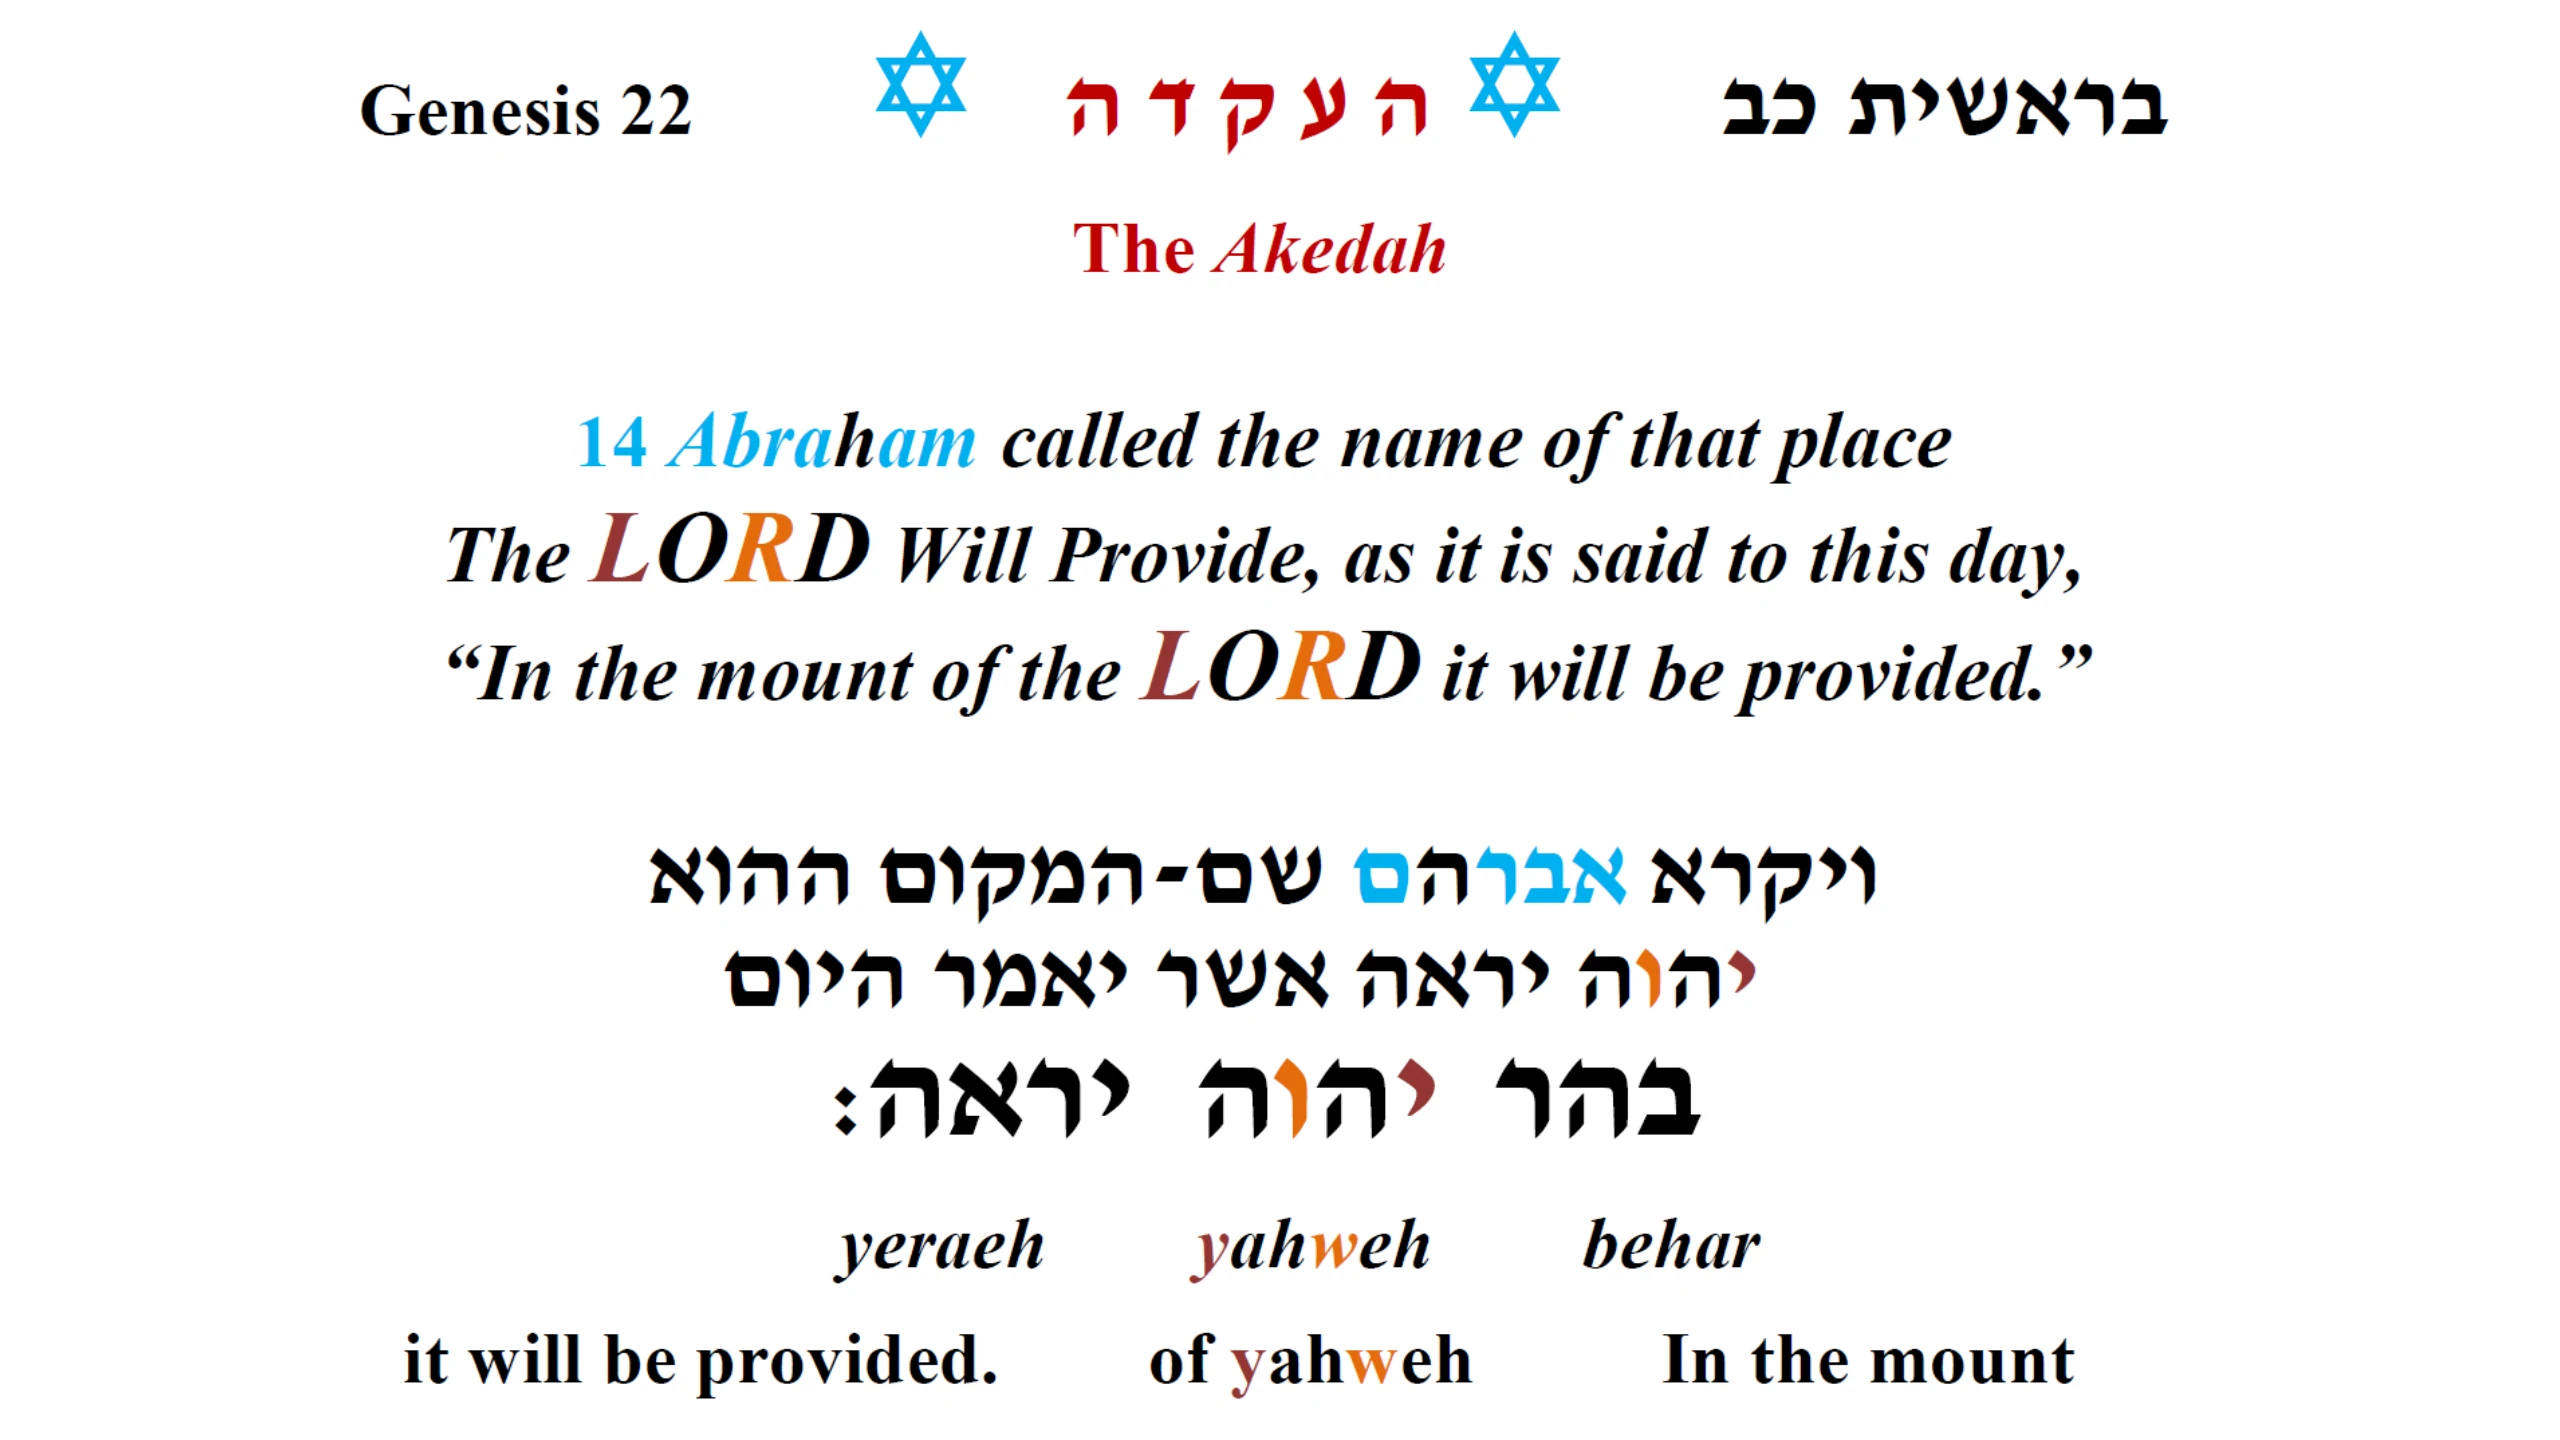 Genesis 22 ✡ ה ע ק ד ה ✡ בראשית כב
The Akedah
14 Abraham called the name of that place
The LORD Will Provide, as it is said to this day,
“In the mount of the LORD it will be provided.”
ויקרא אברהם שם-המקום ההוא
יהוה יראה אשר יאמר היום
בהר יהוה יראה:
yeraeh yahweh behar
it will be provided. of yahweh In the mount